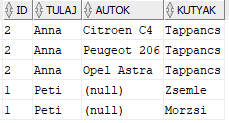 ID TULAJ AUTOK KUTYAK
2 Anna Citroen C4 Tappancs
2 Anna Peugeot 206 Tappancs
2 Anna Opel Astra Tappancs
1 Peti (null) Zsemle
1 Peti (null) Morzsi